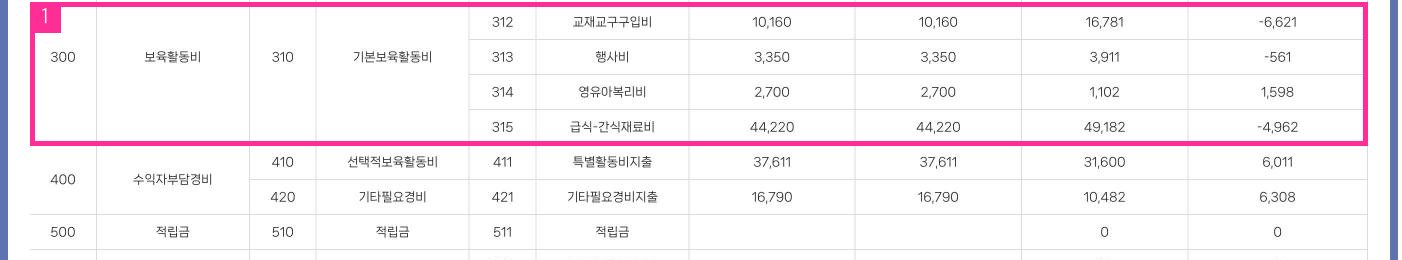 1
312 교재교구구입비 10,160 10,160 16,781 -6,621
300 보육활동비 310 기본보육활동비 313 행사비 3,350 3,350 3,911 -561
314 영유아복리비 2,700 2,700 1,102 1,598
315 급식-간식재료비 44,220 44,220 49,182 -4,962
400 수익자부담경비 410 선택적보육활동비 411 특별활동비지출 37,611 37,611 31,600 6,011
420 기타필요경비 421 기타필요경비지출 16,790 16,790 10,482 6,308
500 적립금 510 적립금 511 적립금 0 0